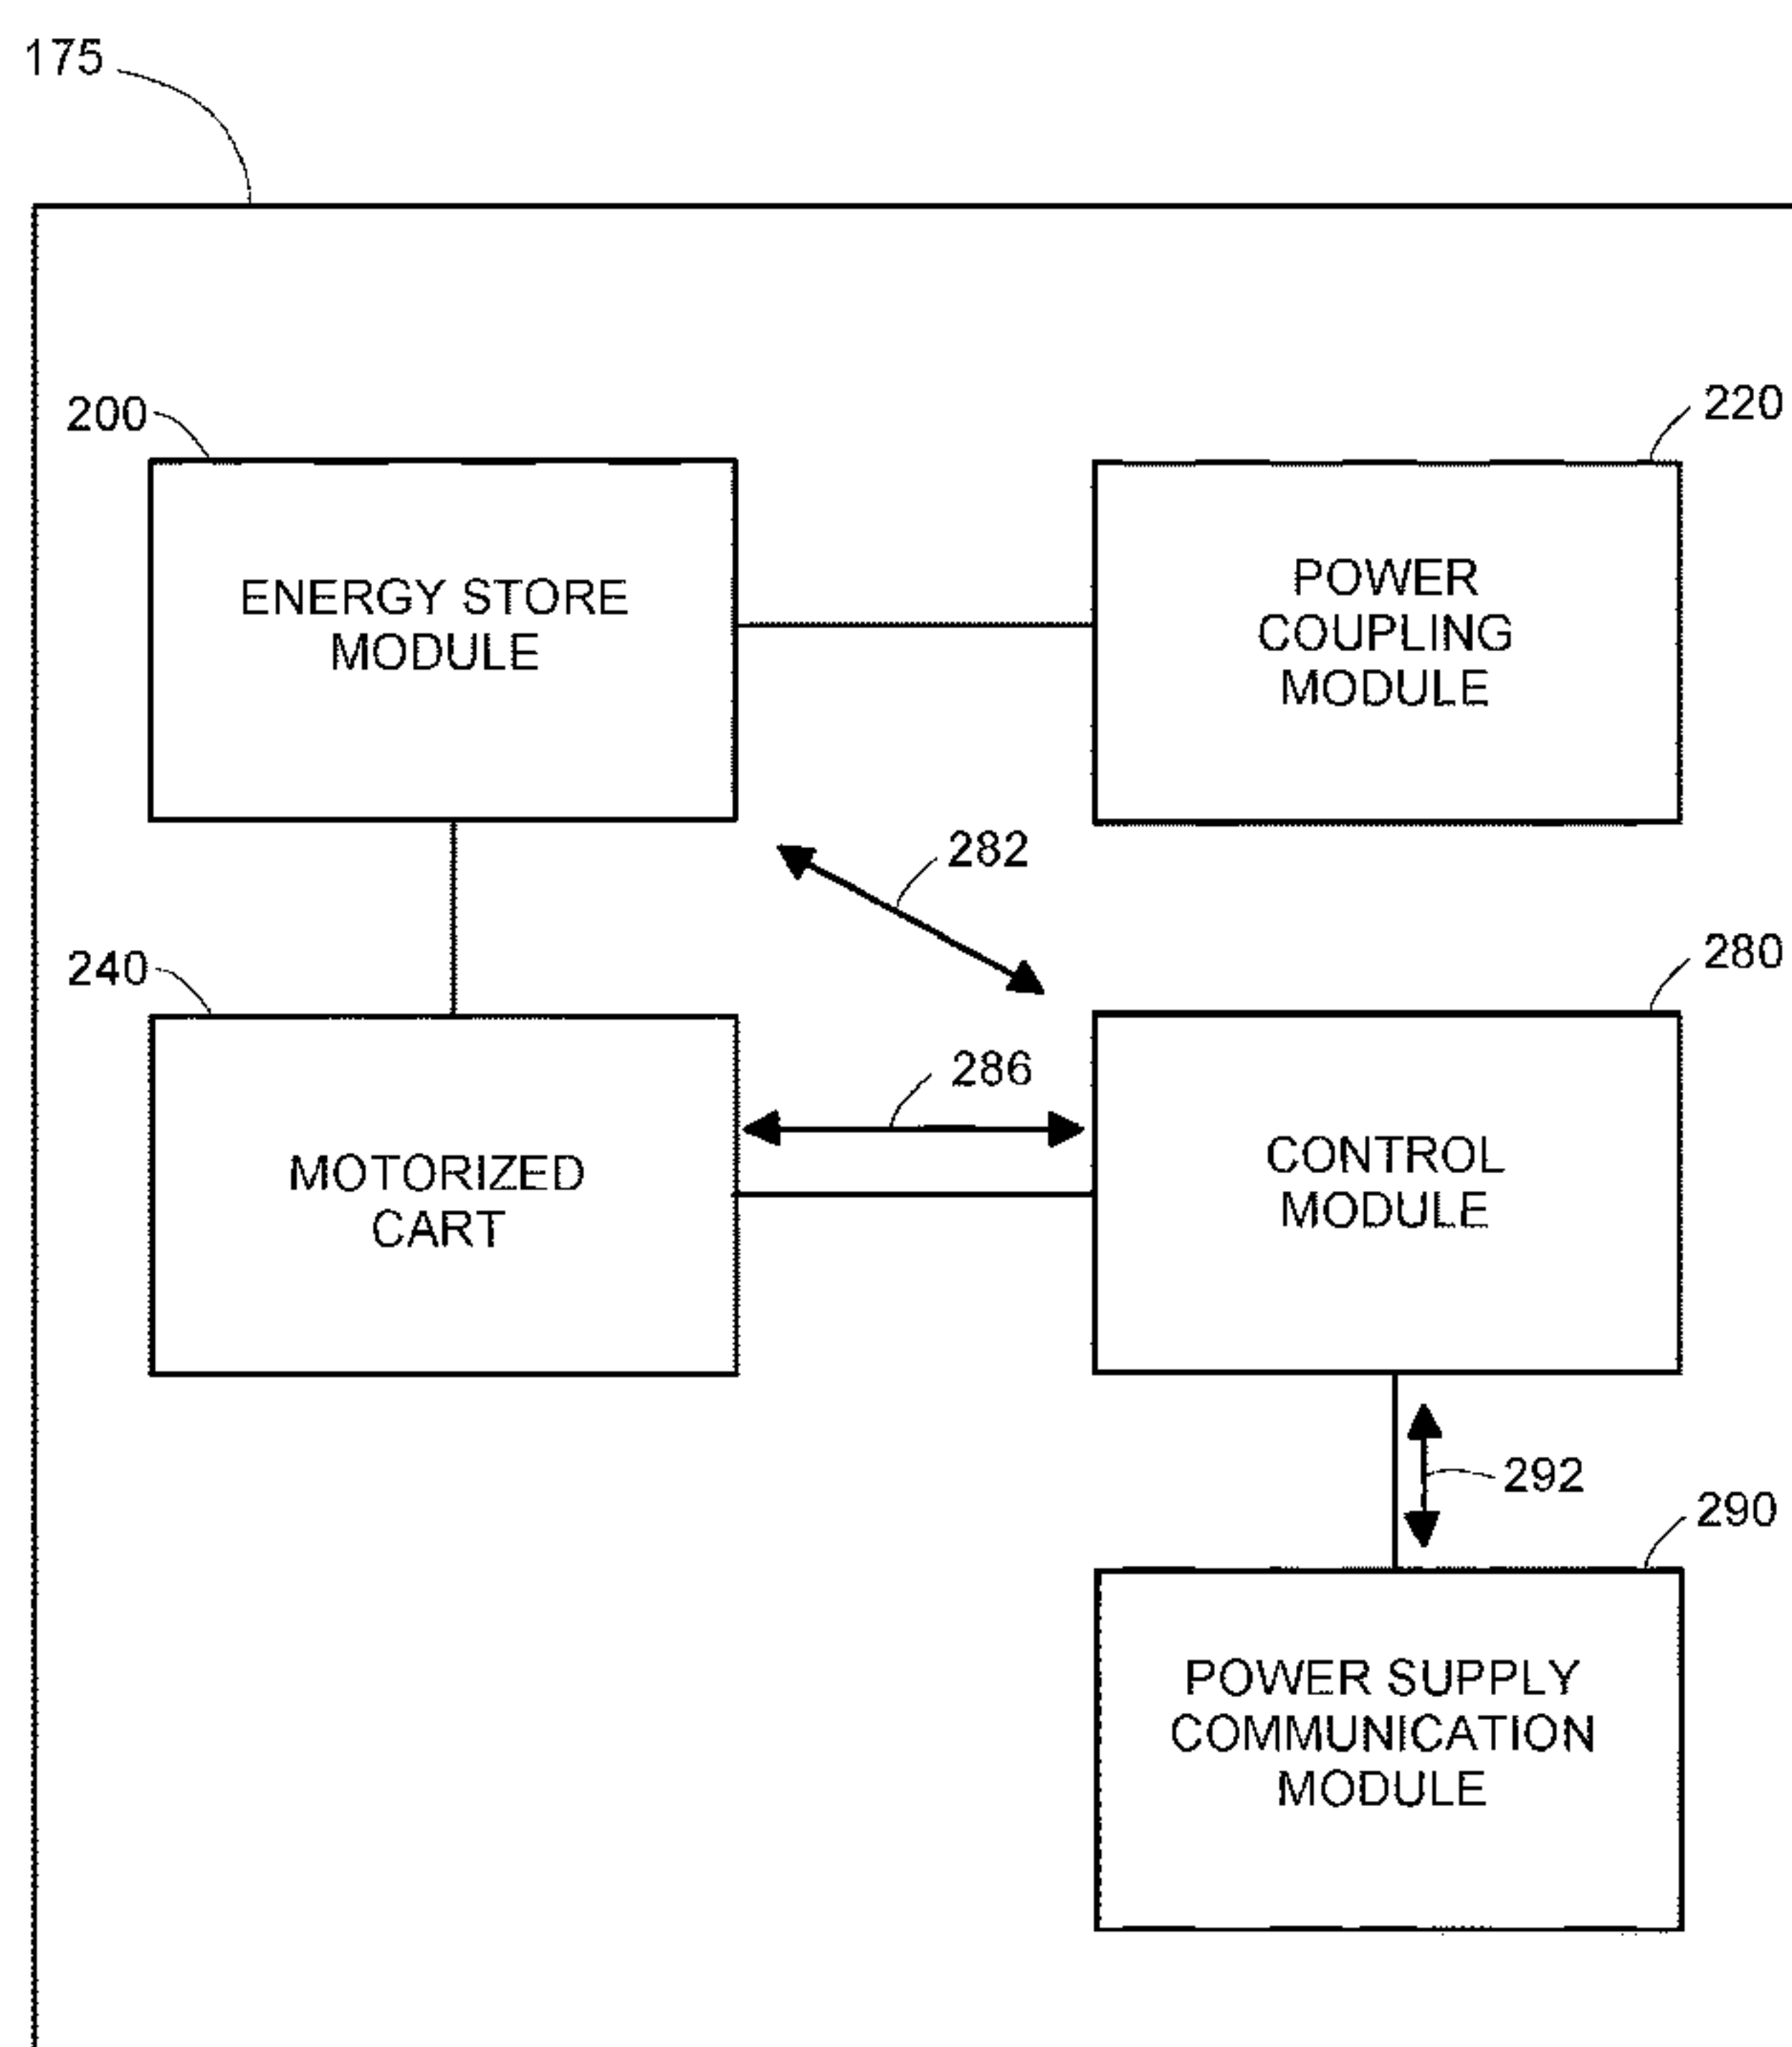 175
200
220
ENERGY STORE
MODULE
POWER
COUPLING
MODULE
282
240
280
286
MOTORIZED
CART
CONTROL
MODULE
292
290
POWER SUPPLY
COMMUNICATION
MODULE